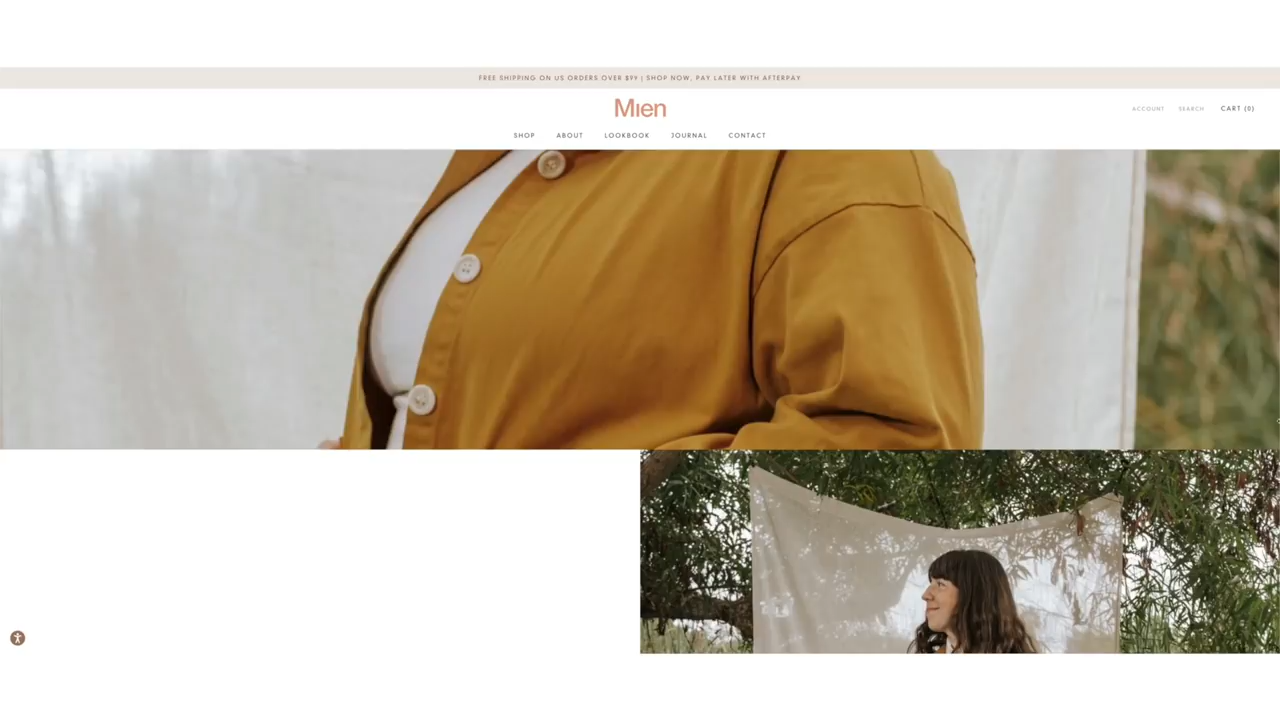 FREE SHIPPING ON US ORDERS OVER $99 | SHOP NOW, PAY LATER WITH AFTERPAY
Mien
ACCOUNT SEARCH CART (0)
SHOP ABOUT LOOKBOOK JOURNAL CONTACT